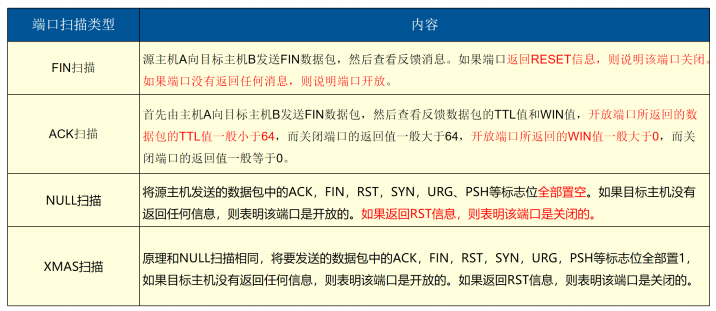 端口扫描类型 内容
FIN扫描
源主机A向目标主机B发送FIN数据包，然后查看反馈消息。如果端口返回RESET信息，则说明该端口关闭。
如果端口没有返回任何消息，则说明端口开放。
ACK扫描
首先由主机A向目标主机B发送FIN数据包，然后查看反馈数据包的TTL值和WIN值，开放端口所返回的数
据包的TTL值一般小于64，而关闭端口的返回值一般大于64，开放端口所返回的WIN值一般大于0，而关
闭端口的返回值一般等于0。
NULL扫描
将源主机发送的数据包中的ACK，FIN，RST，SYN，URG、PSH等标志位全部置空。如果目标主机没有
返回任何信息，则表明该端口是开放的。如果返回RST信息，则表明该端口是关闭的。
XMAS扫描
原理和NULL扫描相同，将要发送的数据包中的ACK，FIN，RST，SYN，URG，PSH等标志位全部置1，
如果目标主机没有返回任何信息，则表明该端口是开放的。如果返回RST信息，则表明该端口是关闭的。